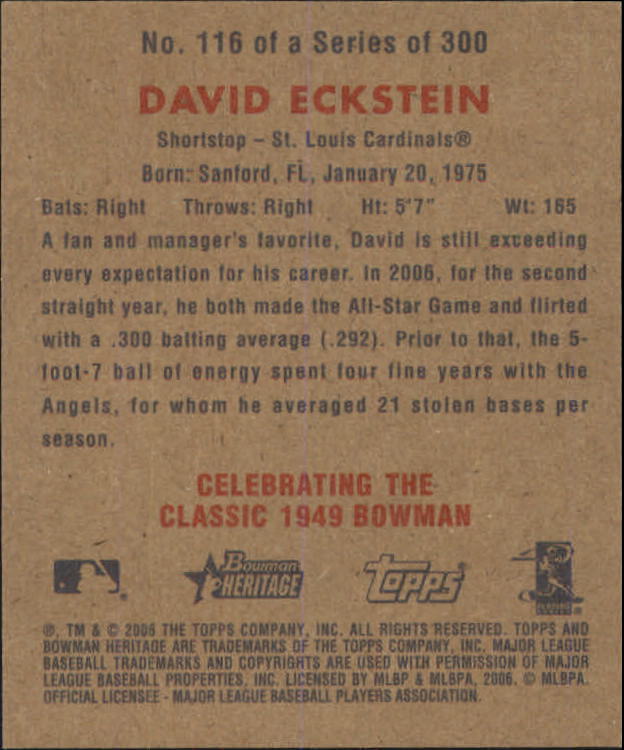 No. 116 of a Series of 300
DAVID ECKSTEIN
Shortstop – St. Louis Cardinals®
Born: Sanford, FL, January 20, 1975
Bats: Right Throws: Right Ht: 5'7" Wt: 165
A fan and manager's favorite, David is still exceeding
every expectation for his career. In 2006, for the second
straight year, he both made the All-Star Game and flirted
with a .300 batting average (.292). Prior to that, the 5-
foot-7 ball of energy spent four fine years with the
Angels, for whom he averaged 21 stolen bases per
season.
CELEBRATING THE
CLASSIC 1949 BOWMAN
Bowman HERITAGE
topps
®, TM & © 2006 THE TOPPS COMPANY, INC. ALL RIGHTS RESERVED. TOPPS AND
BOWMAN HERITAGE ARE TRADEMARKS OF THE TOPPS COMPANY, INC. MAJOR LEAGUE
BASEBALL TRADEMARKS AND COPYRIGHTS ARE USED WITH PERMISSION OF MAJOR
LEAGUE BASEBALL PROPERTIES, INC. LICENSED BY MLBP & MLBPA, 2006. © MLBPA.
OFFICIAL LICENSEE - MAJOR LEAGUE BASEBALL PLAYERS ASSOCIATION.